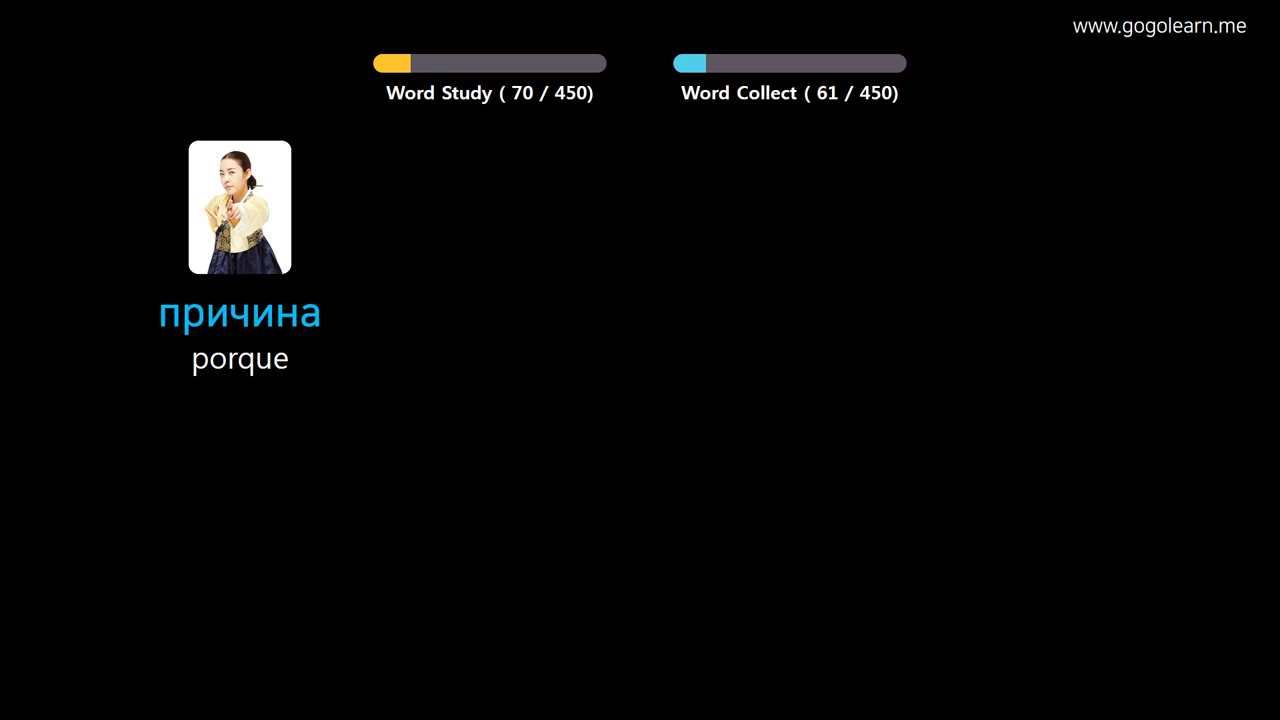 www.gogolearn.me
Word Study ( 70 / 450)
Word Collect ( 61 / 450)
причина
porque